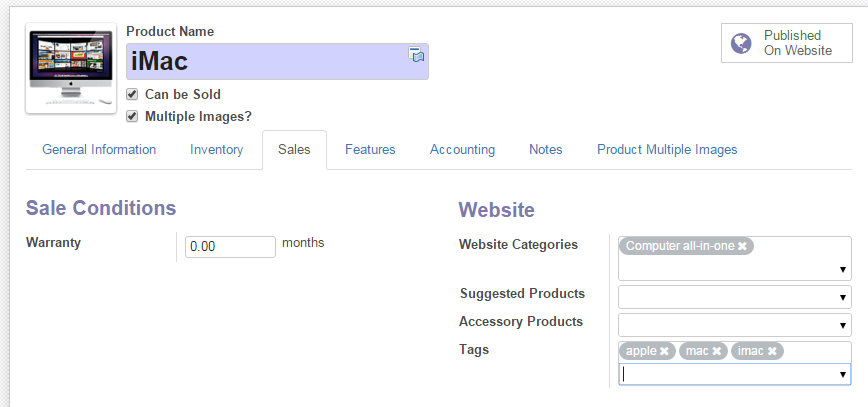 Product Name
iMac
Can be Sold
Multiple Images?
Published
On Website
General Information Inventory Sales Features Accounting Notes Product Multiple Images
Sale Conditions
Warranty 0.00 months
Website
Website Categories Computer all-in-one ✖
Suggested Products
Accessory Products
Tags apple ✖ mac ✖ imac ✖